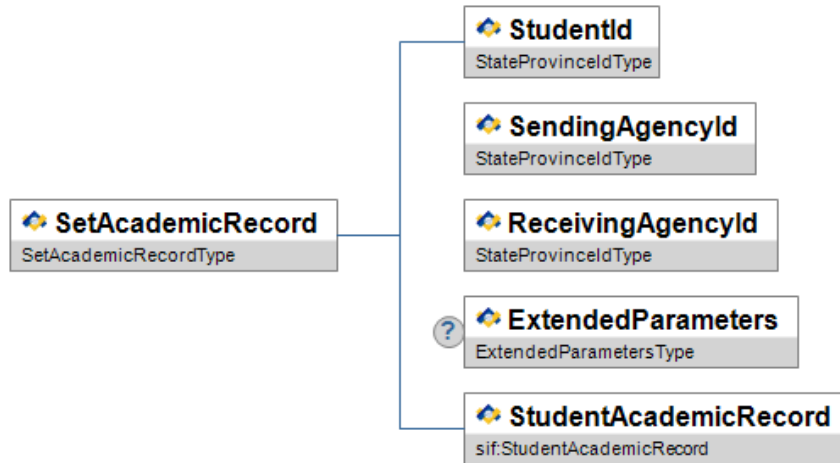 StudentId
StateProvinceIdType
SendingAgencyId
StateProvinceIdType
SetAcademicRecord
SetAcademicRecordType
ReceivingAgencyId
StateProvinceIdType
?
ExtendedParameters
ExtendedParametersType
StudentAcademicRecord
sif:StudentAcademicRecord